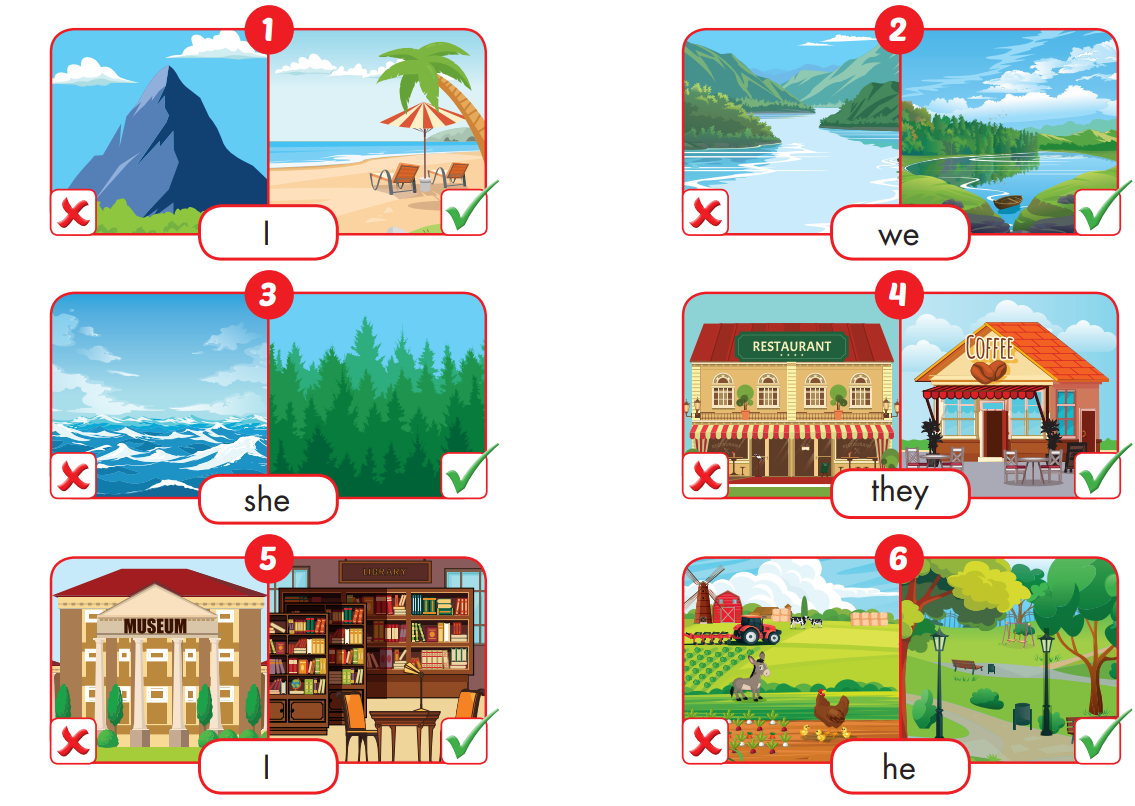 1
I
2
we
3
she
4
RESTAURANT
COFFEE
they
5
MUSEUM
LIBRARY
I
6
he